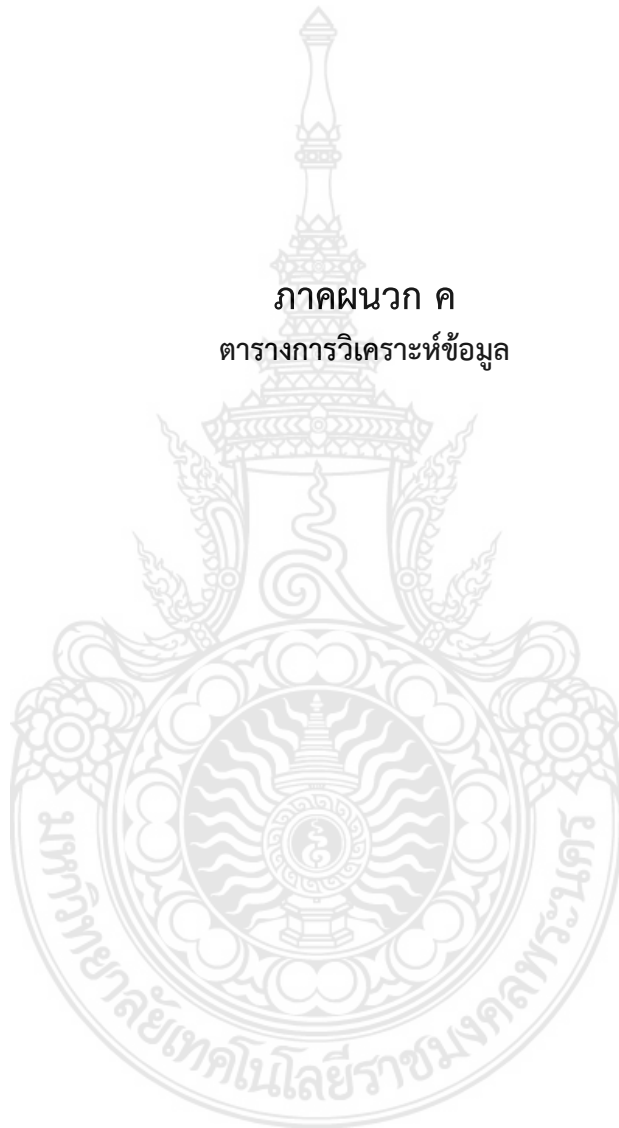 ภาคผนวก ค
ตารางการวิเคราะห์ข้อมูล
มหาวิทยาลัยเทคโนโลยีราชมงคลพระนคร